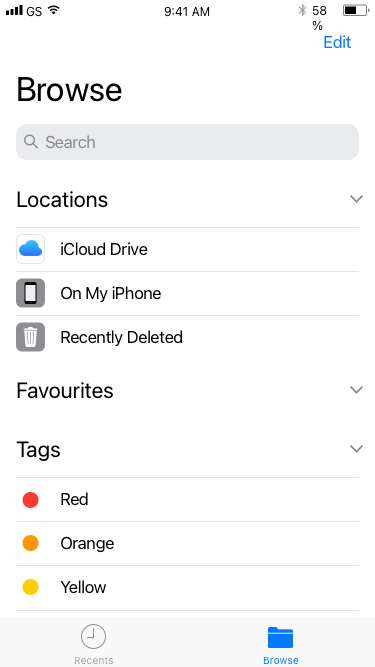 GS 9:41 AM 58
%
Edit
Browse
Search
Locations
iCloud Drive
On My iPhone
Recently Deleted
Favourites
Tags
Red
Orange
Yellow
Recents Browse